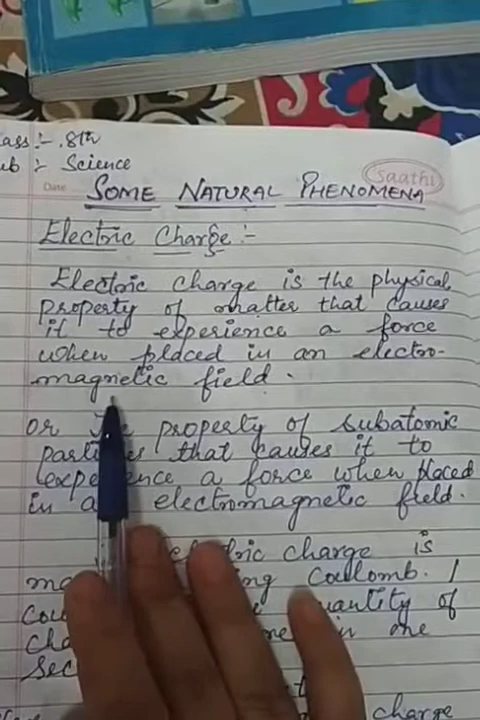 ass:- 8th
ub :- Science
Date
Saathi
SOME NATURAL PHENOMENA
Electric Charge :-
Electric charge is the physical
property of matter that causes
it to experience a force
when placed in an electro-
magnetic field.
or The property of subatomic
that causes it to
a force when placed
in a electromagnetic field.
charge is
Coulomb. 1
of
in one
charge